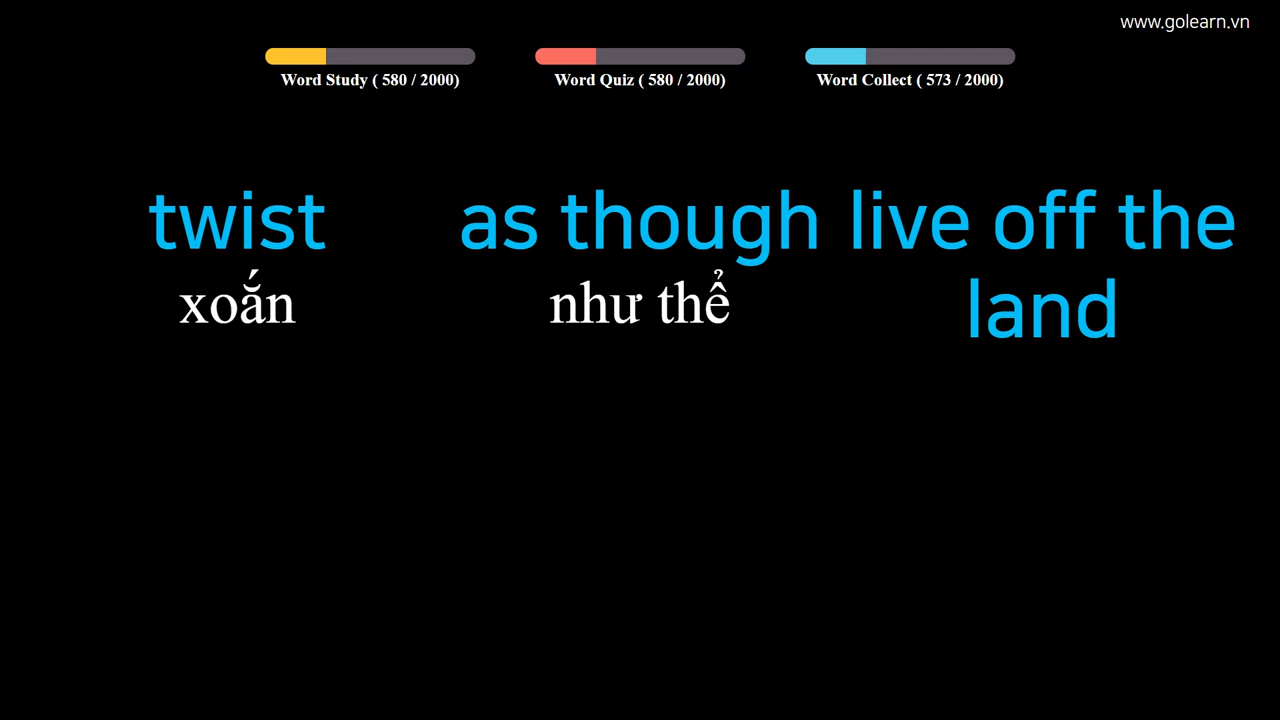 www.golearn.vn
Word Study ( 580 / 2000)
Word Quiz ( 580 / 2000)
Word Collect ( 573 / 2000)
twist
xoắn
as though
như thể
live off the
land